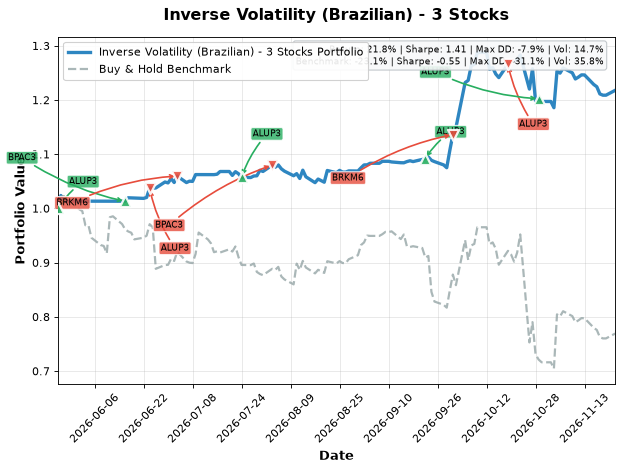 Inverse Volatility (Brazilian) - 3 Stocks
Inverse Volatility (Brazilian) - 3 Stocks Portfolio
Buy & Hold Benchmark
21.8% | Sharpe: 1.41 | Max DD: -7.9% | Vol: 14.7%
| Sharpe: -0.55 | Max DD: -31.1% | Vol: 35.8%
1.3
1.2
1.1
1.0
0.9
0.8
0.7
Portfolio Value
ALUP3
ALUP3
ALUP3
ALUP3
BPAC3
ALUP3
BRKM6
BRKM6
BPAC3
ALUP3
2026-06-06
2026-06-22
2026-07-08
2026-07-24
2026-08-09
2026-08-25
2026-09-10
2026-09-26
2026-10-12
2026-10-28
2026-11-13
Date